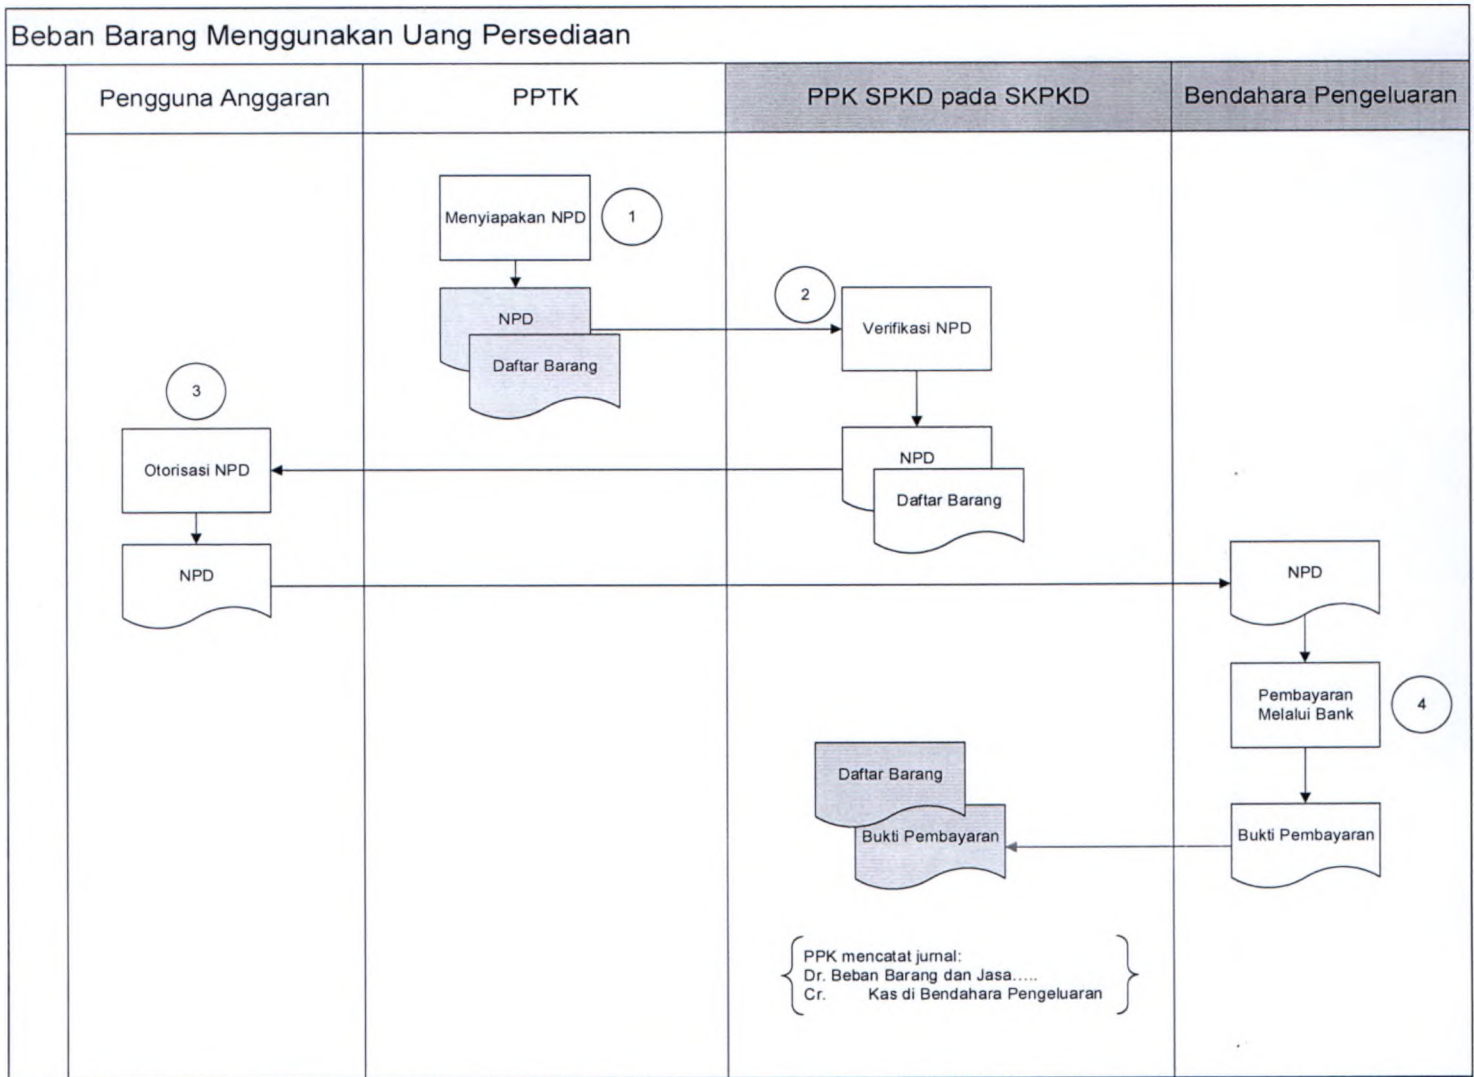 Beban Barang Menggunakan Uang Persediaan
Pengguna Anggaran
PPTK
PPK SPKD pada SKPKD
Bendahara Pengeluaran
Menyiapakan NPD
1
NPD
Daftar Barang
2
Verifikasi NPD
NPD
Daftar Barang
3
Otorisasi NPD
NPD
NPD
Pembayaran
Melalui Bank
4
Bukti Pembayaran
Daftar Barang
Bukti Pembayaran
PPK mencatat jurnal:
Dr. Beban Barang dan Jasa.....
Cr. Kas di Bendahara Pengeluaran